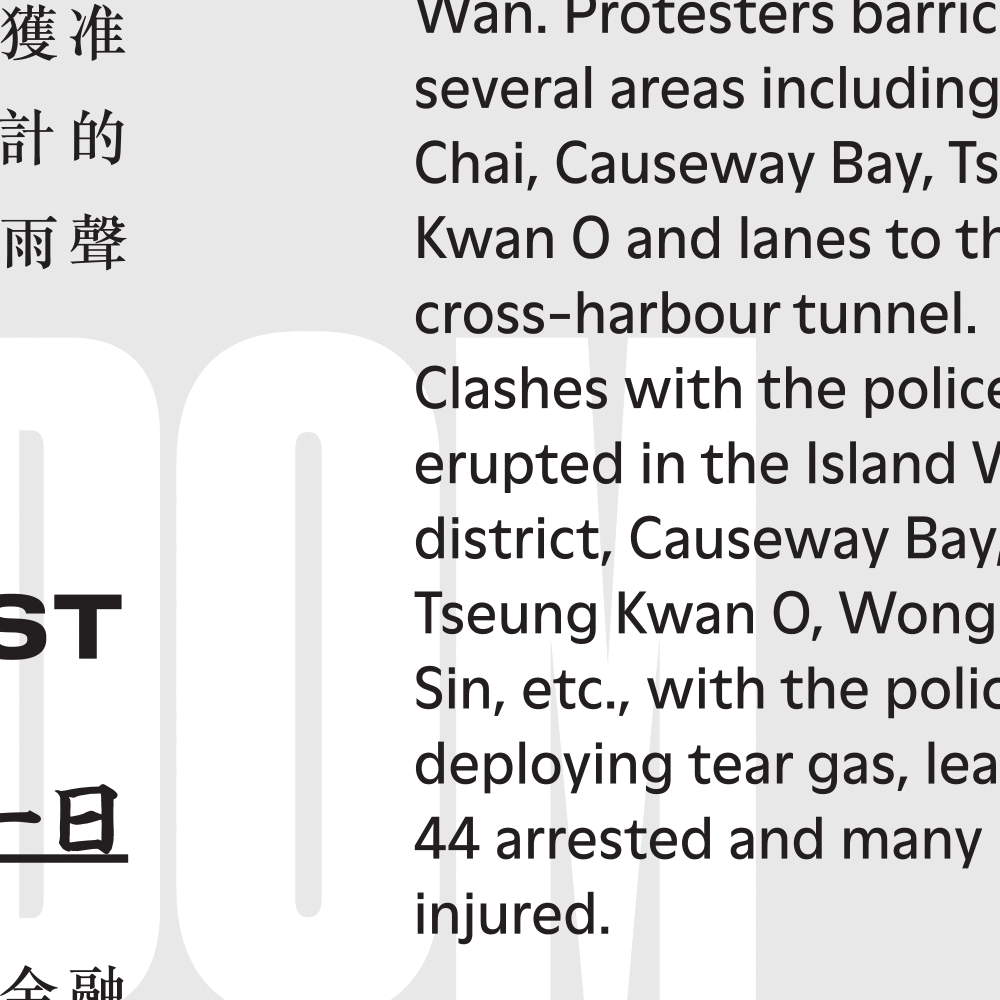 獲准
計的
雨聲
ST
一日
金融
Wan. Protesters barric
several areas including
Chai, Causeway Bay, Ts
Kwan O and lanes to th
cross-harbour tunnel.
Clashes with the police
erupted in the Island W
district, Causeway Bay,
Tseung Kwan O, Wong
Sin, etc., with the polic
deploying tear gas, lea
44 arrested and many
injured.
DOM